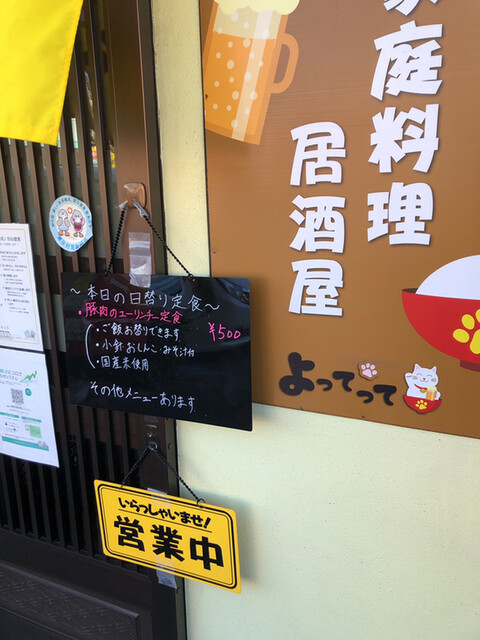 家庭料理
居酒屋
よってって
～本日の日替り定食～
・豚肉のユーリンチー定食
¥500
・ご飯お替りできます
・小鉢・おしんこ・みそ汁付
・国産米使用
その他メニューあります
いらっしゃいませ!
営業中